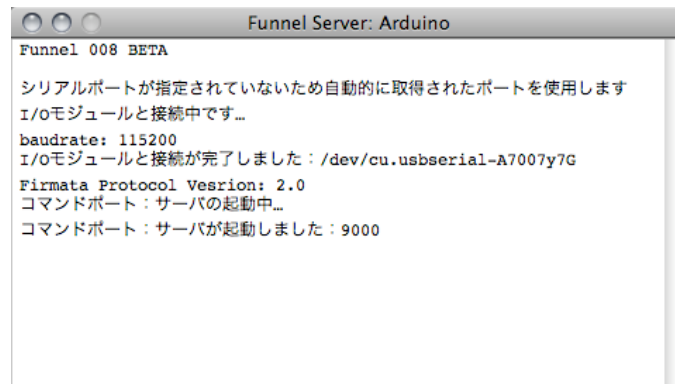 Funnel Server: Arduino
Funnel 008 BETA
シリアルポートが指定されていないため自動的に取得されたポートを使用します
I/Oモジュールと接続中です…
baudrate: 115200
I/Oモジュールと接続が完了しました：/dev/cu.usbserial-A7007y7G
Firmata Protocol Vesrion: 2.0
コマンドポート：サーバの起動中…
コマンドポート：サーバが起動しました：9000